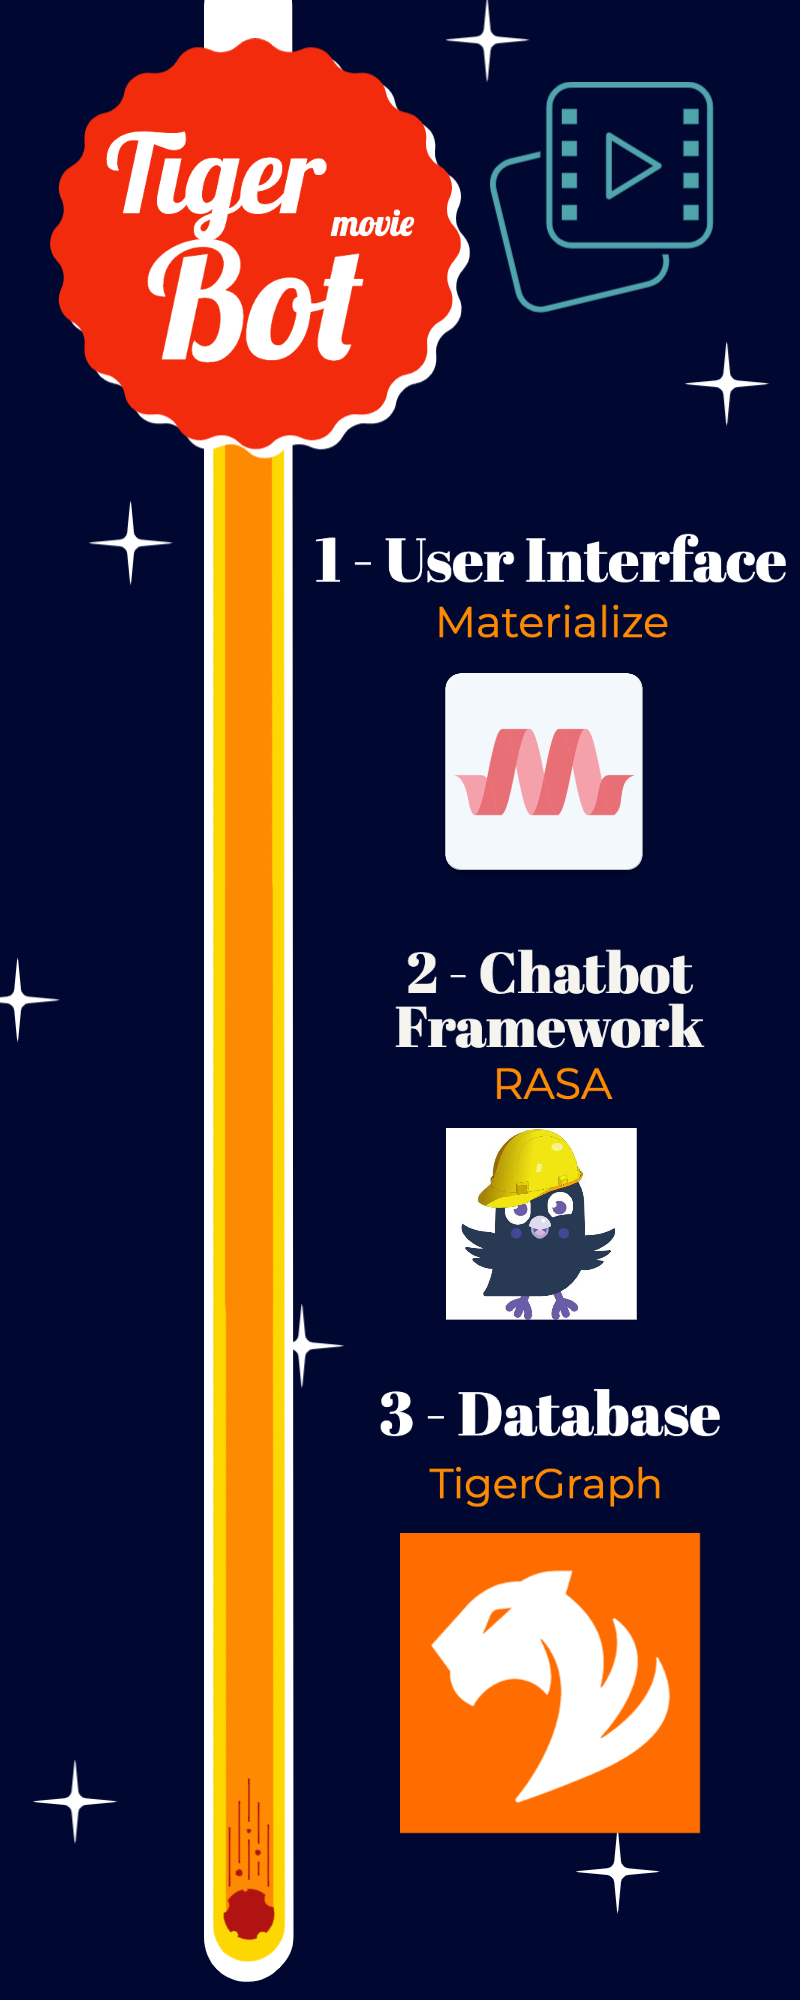 Tiger
movie
Bot
1 - User Interface
Materialize
2 - Chatbot
Framework
RASA
3 - Database
TigerGraph